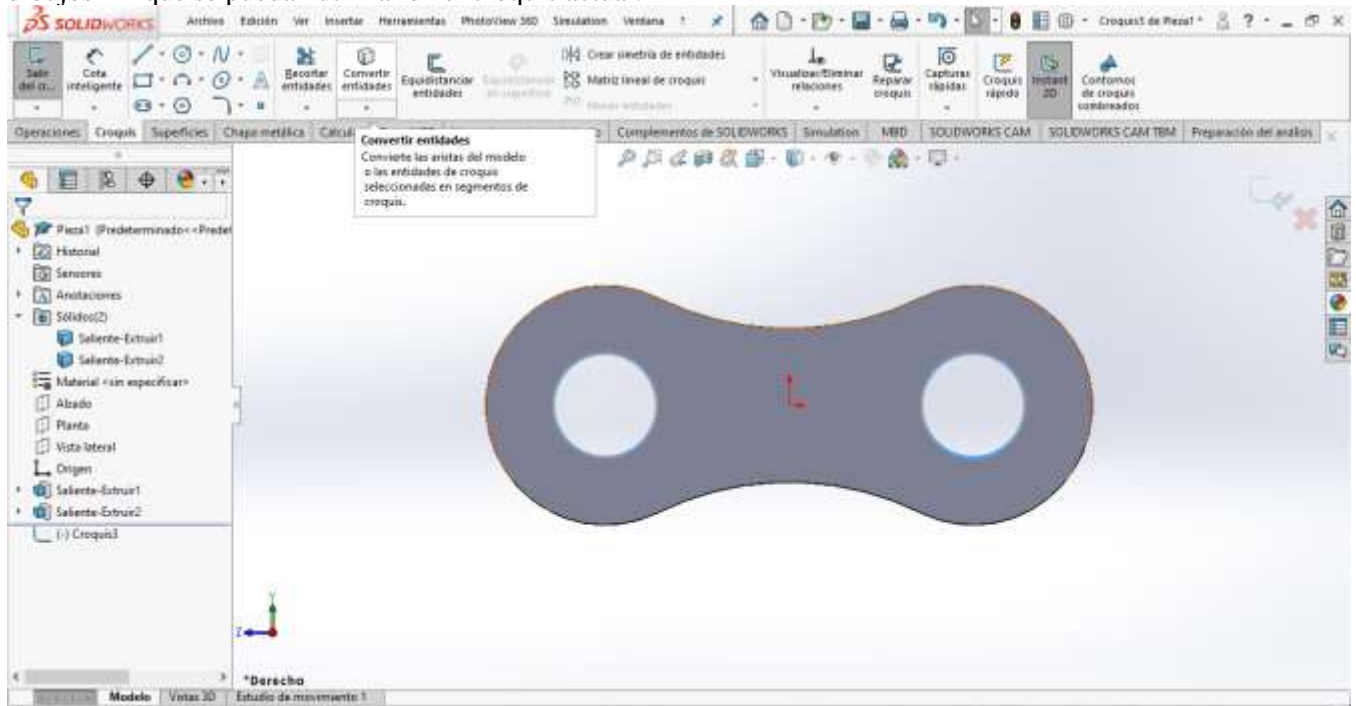 SOLIDWORKS
Archivo Edición Ver Insertar Herramientas PhotoView 360 Simulation Ventana ?
Croquis3 de Pieza1 *
Salir del cr...
Cota inteligente
Recortar entidades
Convertir entidades
Equidistanciar entidades
Crear simetría de entidades
Matriz lineal de croquis
Visualizar/Eliminar relaciones
Reparar croquis
Capturas rápidas
Croquis rápido
Instant 2D
Contornos de croquis sombreados
Operaciones Croquis Superficies Chapa metálica
Complementos de SOLIDWORKS Simulation MBD SOLIDWORKS CAM SOLIDWORKS CAM TBM Preparación del análisis
Convertir entidades
Convierte las aristas del modelo
o las entidades de croquis
seleccionadas en segmentos de
croquis.
Pieza1 (Predeterminado<<Predet
Historial
Sensores
Anotaciones
Sólidos(2)
Saliente-Extruir1
Saliente-Extruir2
Material <sin especificar>
Alzado
Planta
Vista lateral
Origen
Saliente-Extruir1
Saliente-Extruir2
(-) Croquis3
Y
Z
*Derecha
Modelo Vistas 3D Estudio de movimiento 1